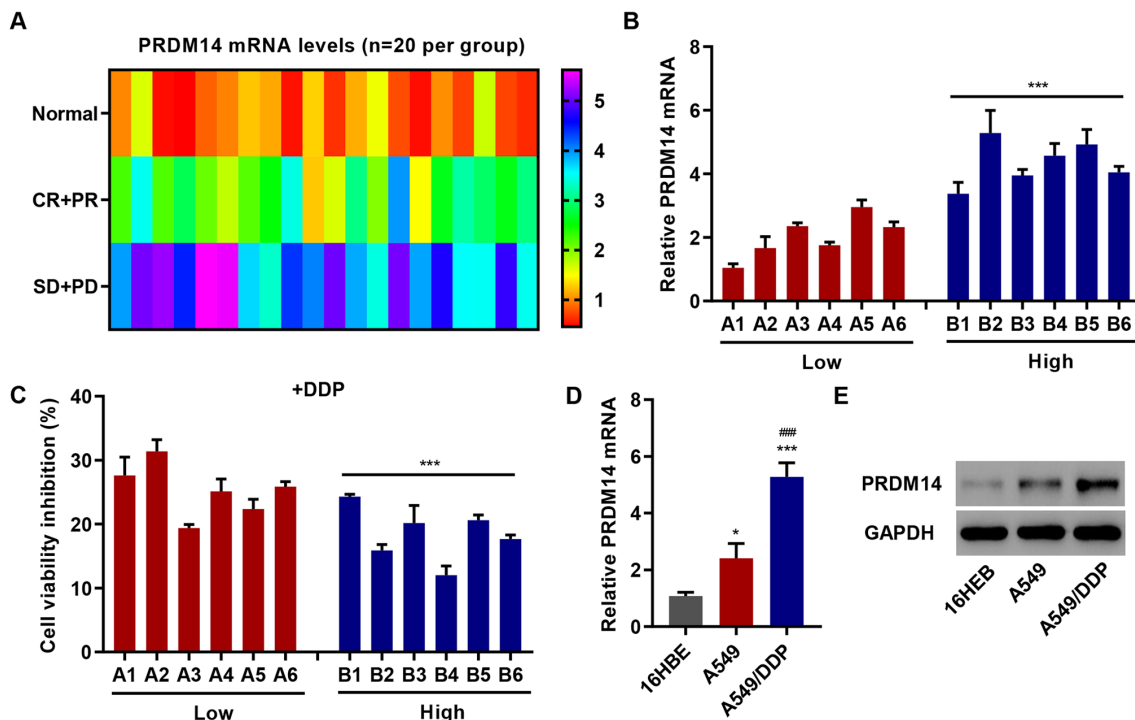 A
PRDM14 mRNA levels (n=20 per group)
Normal
CR+PR
SD+PD
5
4
3
2
1
B
Relative PRDM14 mRNA
8
6
4
2
0
***
A1 A2 A3 A4 A5 A6 B1 B2 B3 B4 B5 B6
Low High
C
+DDP
Cell viability inhibition (%)
40
30
20
10
0
***
A1 A2 A3 A4 A5 A6 B1 B2 B3 B4 B5 B6
Low High
D
Relative PRDM14 mRNA
8
6
4
2
0
*
##
***
16HBE A549 A549/DDP
E
PRDM14
GAPDH
16HEB A549 A549/DDP